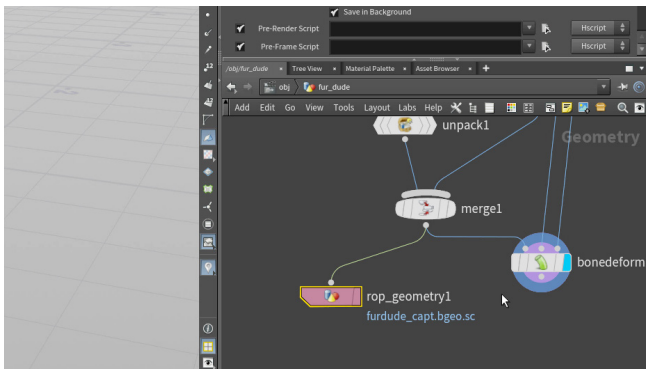 Save in Background
Pre-Render Script
Hscript
Pre-Frame Script
Hscript
/obj/fur_dude
Tree View
Material Palette
Asset Browser
obj
fur_dude
Add Edit Go View Tools Layout Labs Help
unpack1
Geometry
merge1
bonedeform
rop_geometry1
furdude_capt.bgeo.sc